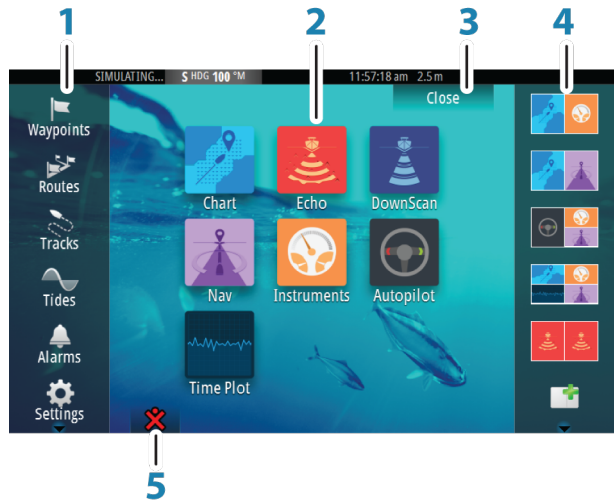 1 2 3 4
SIMULATING... S HDG 100 °M 11:57:18 am 2.5 m
Close
Waypoints
Routes
Tracks
Tides
Alarms
Settings
Chart Echo DownScan
Nav Instruments Autopilot
Time Plot
5